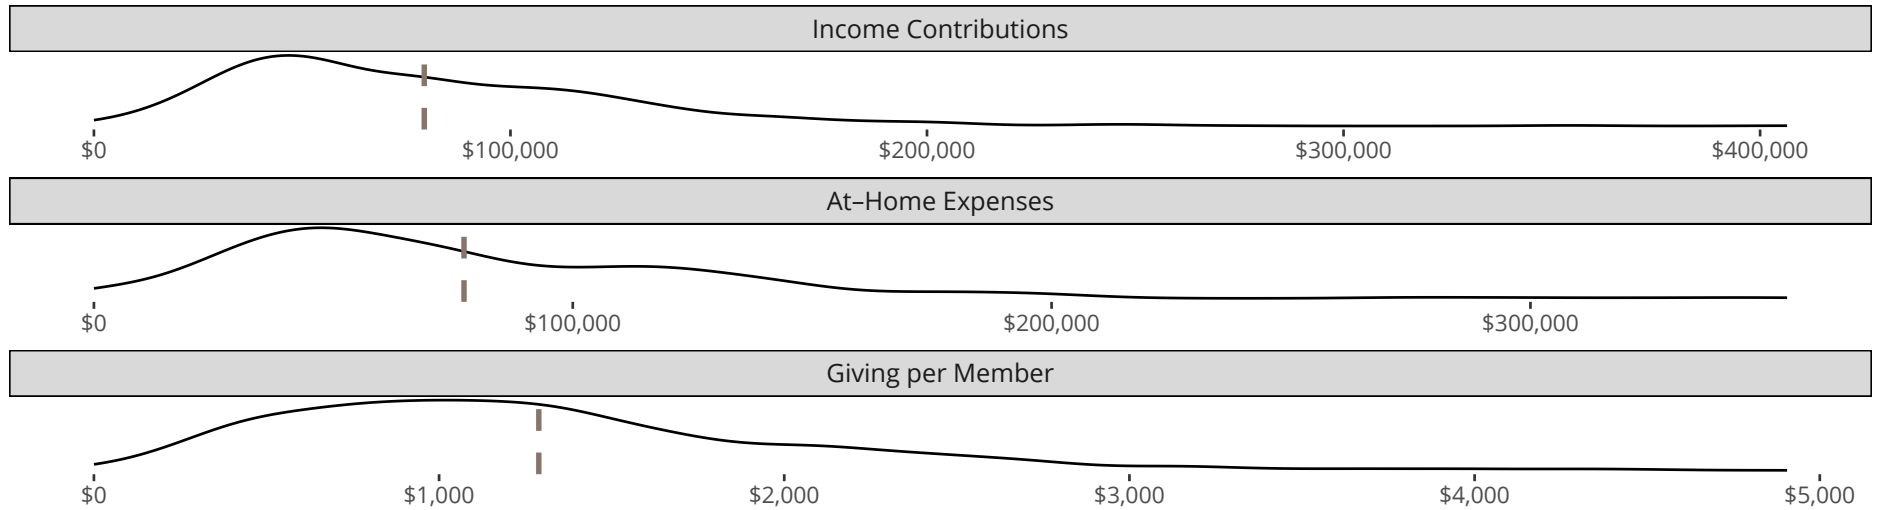 Income Contributions
$0 $100,000 $200,000 $300,000 $400,000
At–Home Expenses
$0 $100,000 $200,000 $300,000
Giving per Member
$0 $1,000 $2,000 $3,000 $4,000 $5,000